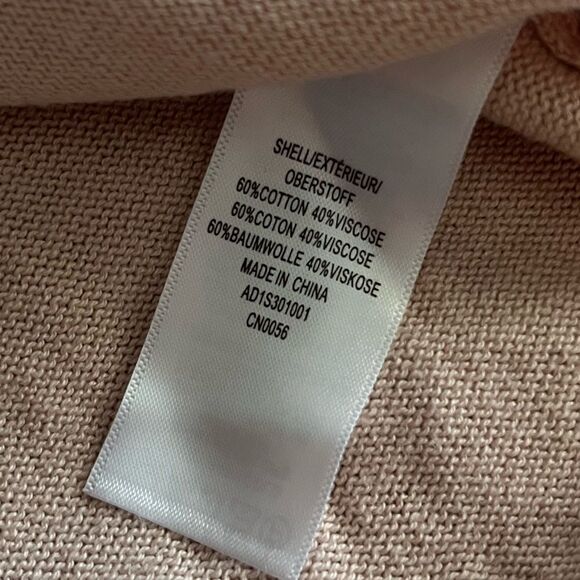 SHELL/EXTÉRIEUR/
OBERSTOFF
60%COTTON 40%VISCOSE
60%COTON 40%VISCOSE
60%BAUMWOLLE 40%VISKOSE
MADE IN CHINA
AD1S301001
CN0056